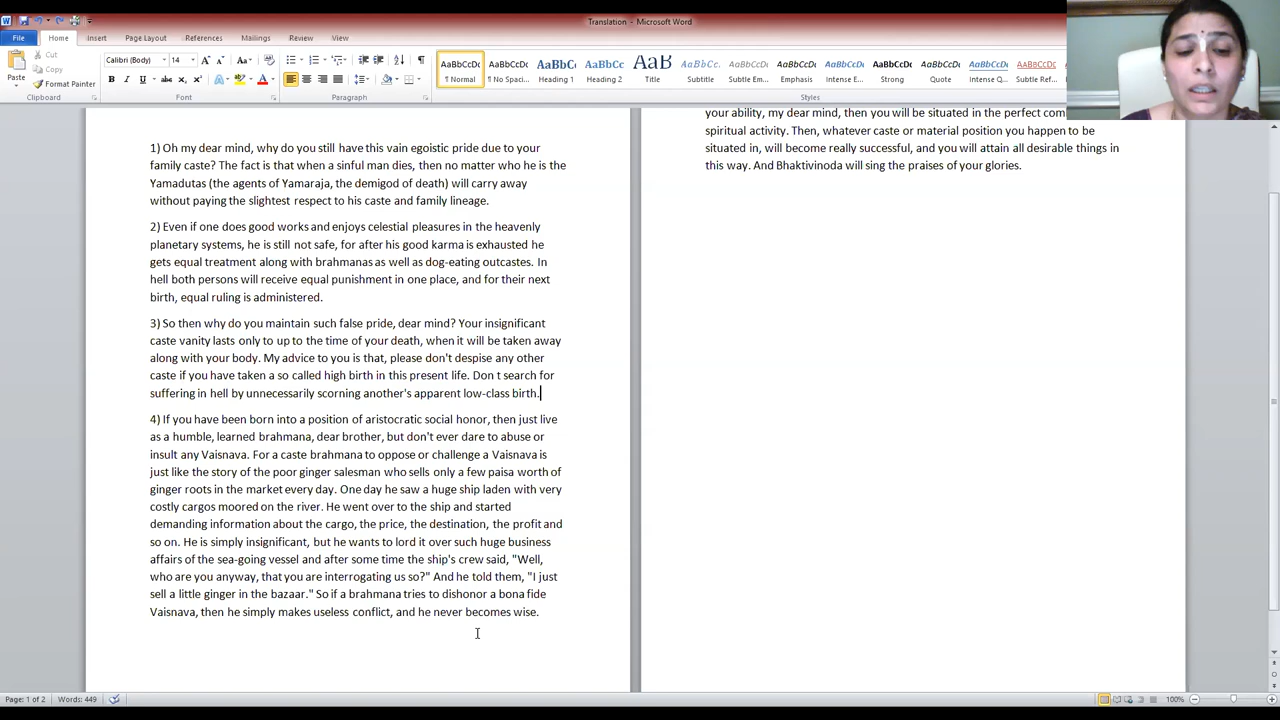 Translation - Microsoft Word
File Home Insert Page Layout References Mailings Review View
Cut
Copy
Format Painter
Paste
Calibri (Body) 14
AaBbCcDc AaBbCcDc AaBbCc AaBbCc AaB AaBbCc. AaBbCcDc AaBbCcDc AaBbCcDc AaBbCcDc AaBbCcDc AaBbCcDc AABBCCDC
¶ Normal ¶ No Spaci... Heading 1 Heading 2 Title Subtitle Subtle Em... Emphasis Intense E... Strong Quote Intense Q... Subtle Ref...
Clipboard Font Paragraph Styles
1) Oh my dear mind, why do you still have this vain egoistic pride due to your
family caste? The fact is that when a sinful man dies, then no matter who he is the
Yamadutas (the agents of Yamaraja, the demigod of death) will carry away
without paying the slightest respect to his caste and family lineage.
2) Even if one does good works and enjoys celestial pleasures in the heavenly
planetary systems, he is still not safe, for after his good karma is exhausted he
gets equal treatment along with brahmanas as well as dog-eating outcastes. In
hell both persons will receive equal punishment in one place, and for their next
birth, equal ruling is administered.
3) So then why do you maintain such false pride, dear mind? Your insignificant
caste vanity lasts only to up to the time of your death, when it will be taken away
along with your body. My advice to you is that, please don't despise any other
caste if you have taken a so called high birth in this present life. Don t search for
suffering in hell by unnecessarily scorning another's apparent low-class birth.
4) If you have been born into a position of aristocratic social honor, then just live
as a humble, learned brahmana, dear brother, but don't ever dare to abuse or
insult any Vaisnava. For a caste brahmana to oppose or challenge a Vaisnava is
just like the story of the poor ginger salesman who sells only a few paisa worth of
ginger roots in the market every day. One day he saw a huge ship laden with very
costly cargos moored on the river. He went over to the ship and started
demanding information about the cargo, the price, the destination, the profit and
so on. He is simply insignificant, but he wants to lord it over such huge business
affairs of the sea-going vessel and after some time the ship's crew said, "Well,
who are you anyway, that you are interrogating us so?" And he told them, "I just
sell a little ginger in the bazaar." So if a brahmana tries to dishonor a bona fide
Vaisnava, then he simply makes useless conflict, and he never becomes wise.
your ability, my dear mind, then you will be situated in the perfect com
spiritual activity. Then, whatever caste or material position you happen to be
situated in, will become really successful, and you will attain all desirable things in
this way. And Bhaktivinoda will sing the praises of your glories.
Page: 1 of 2 Words: 449 100%